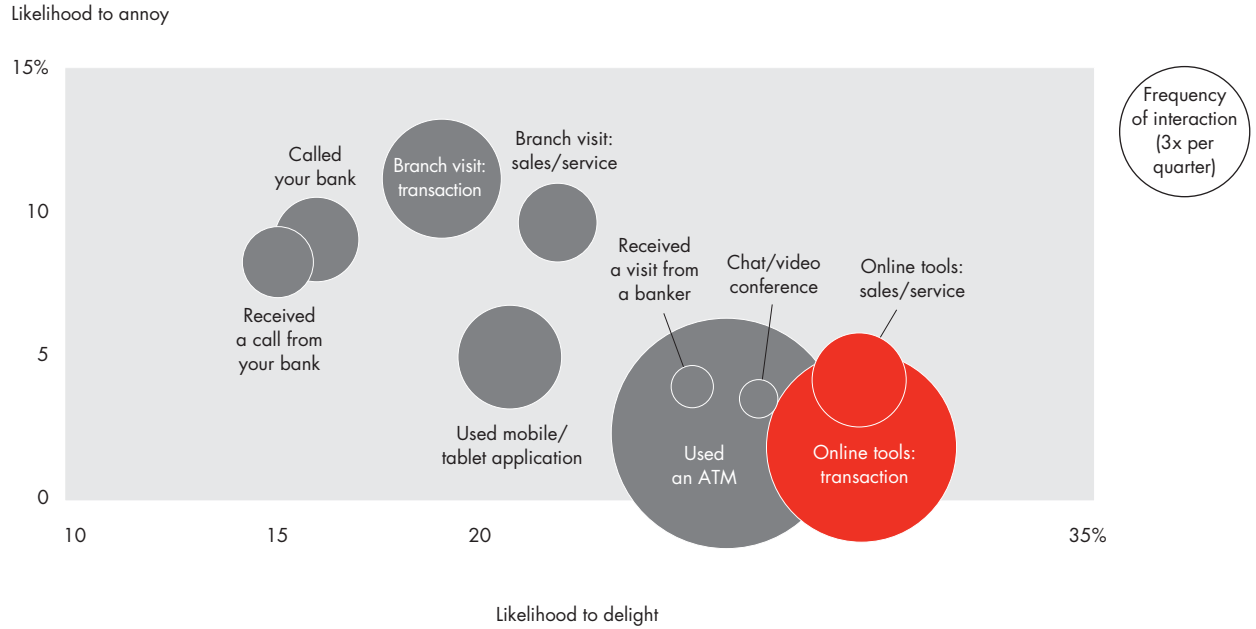 Likelihood to annoy
15%
Frequency
of interaction
(3x per
quarter)
Called
your bank
Branch visit:
transaction
Branch visit:
sales/service
10
Received
a visit from
a banker
Chat/video
conference
Online tools:
sales/service
Received
a call from
your bank
5
Used mobile/
tablet application
Used
an ATM
Online tools:
transaction
0
10
15
20
35%
Likelihood to delight